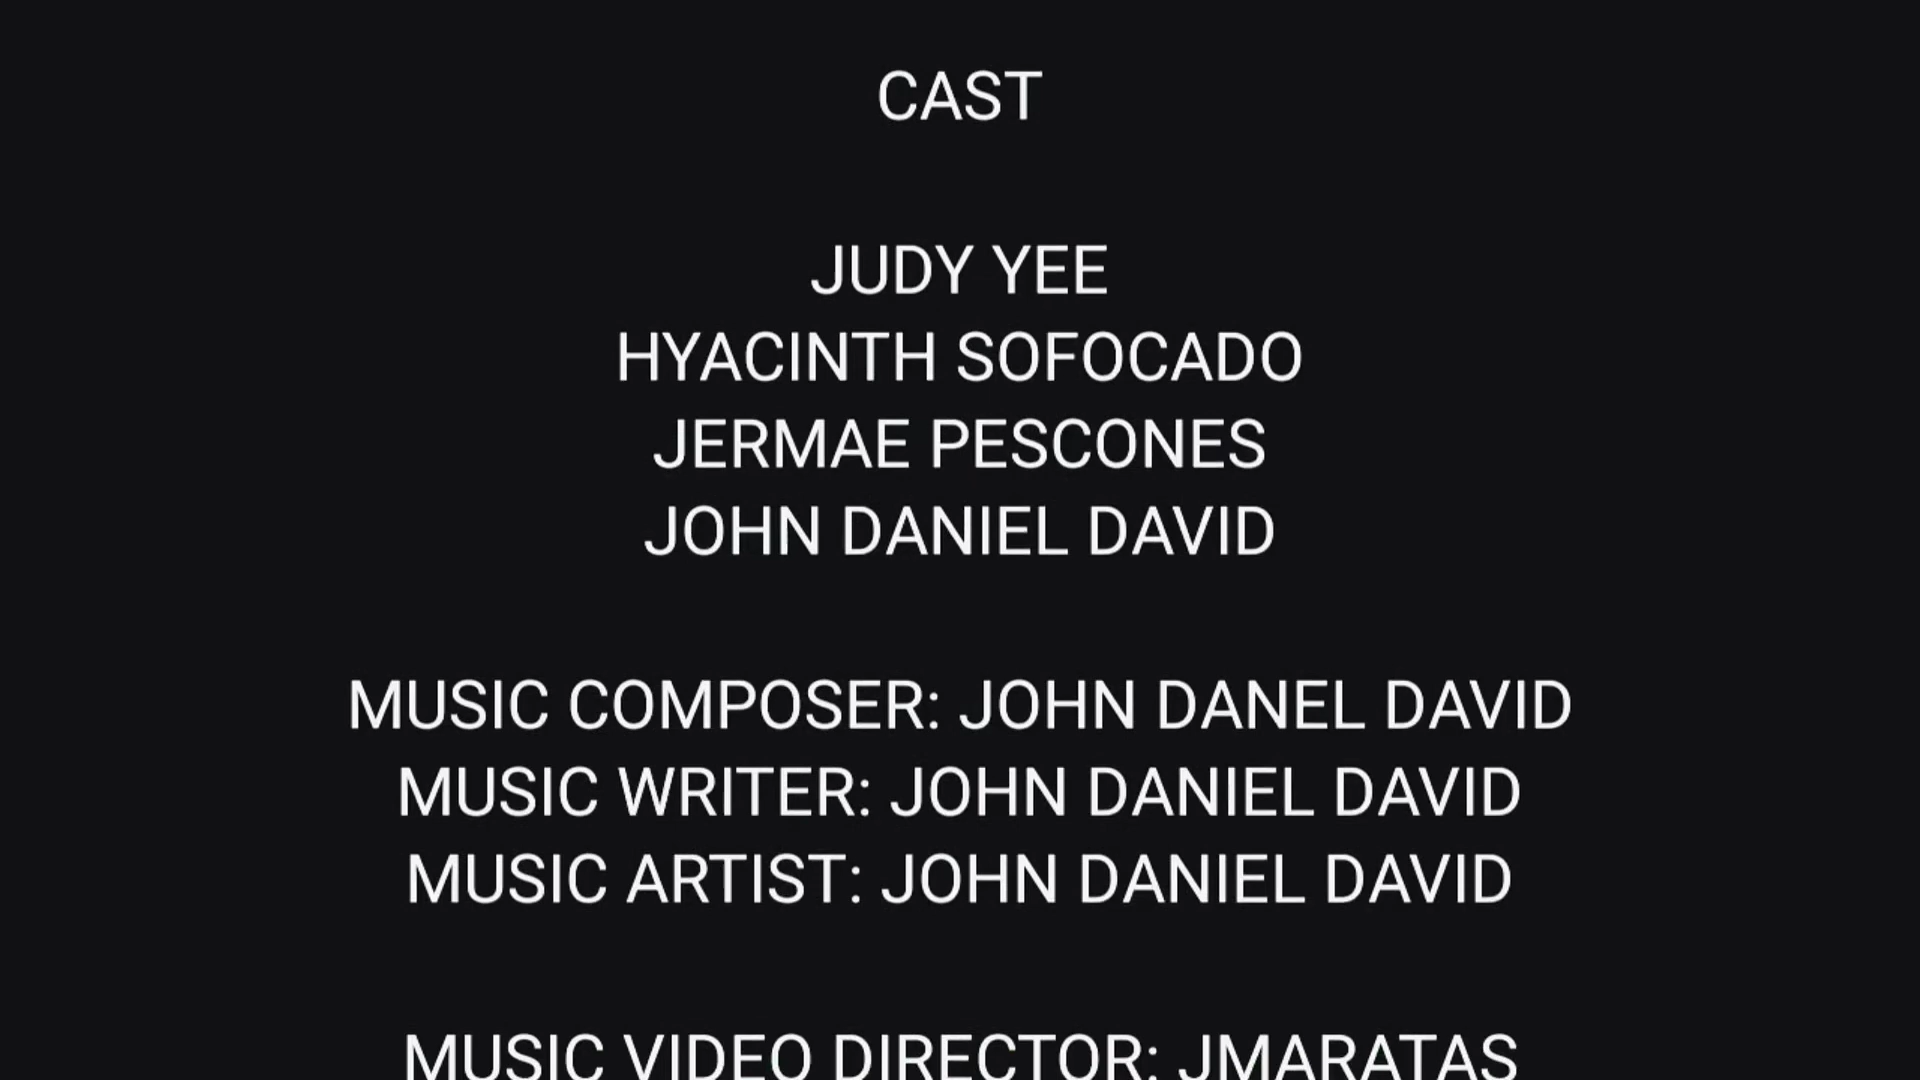 CAST
JUDY YEE
HYACINTH SOFOCADO
JERMAE PESCONES
JOHN DANIEL DAVID
MUSIC COMPOSER: JOHN DANEL DAVID
MUSIC WRITER: JOHN DANIEL DAVID
MUSIC ARTIST: JOHN DANIEL DAVID
MUSIC VIDEO DIRECTOR: JMARATAS